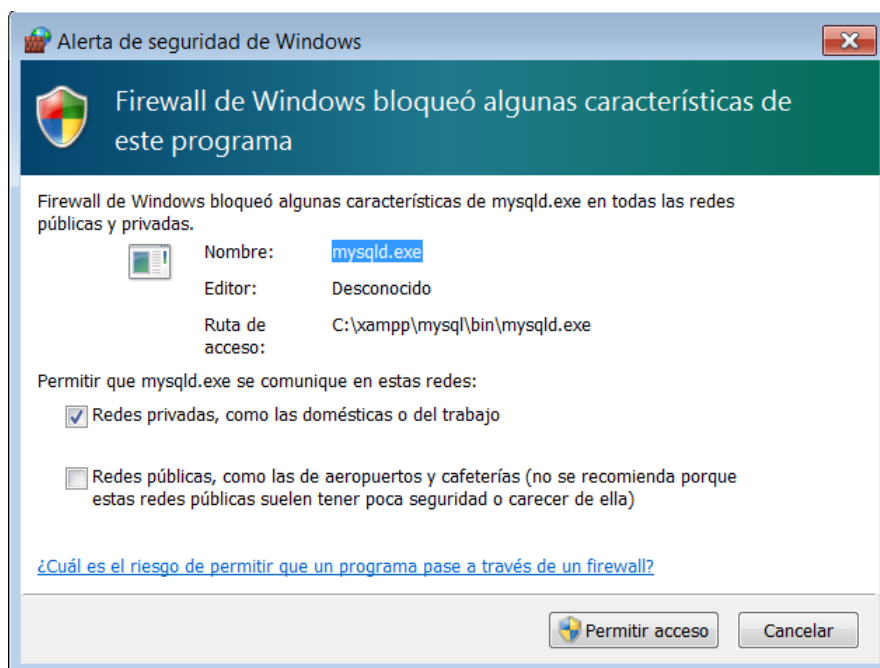 Alerta de seguridad de Windows
Firewall de Windows bloqueó algunas características de
este programa
Firewall de Windows bloqueó algunas características de mysqld.exe en todas las redes
públicas y privadas.
Nombre: mysqld.exe
Editor: Desconocido
Ruta de acceso: C:\xampp\mysql\bin\mysqld.exe
Permitir que mysqld.exe se comunique en estas redes:
Redes privadas, como las domésticas o del trabajo
Redes públicas, como las de aeropuertos y cafeterías (no se recomienda porque
estas redes públicas suelen tener poca seguridad o carecer de ella)
¿Cuál es el riesgo de permitir que un programa pase a través de un firewall?
Permitir acceso Cancelar